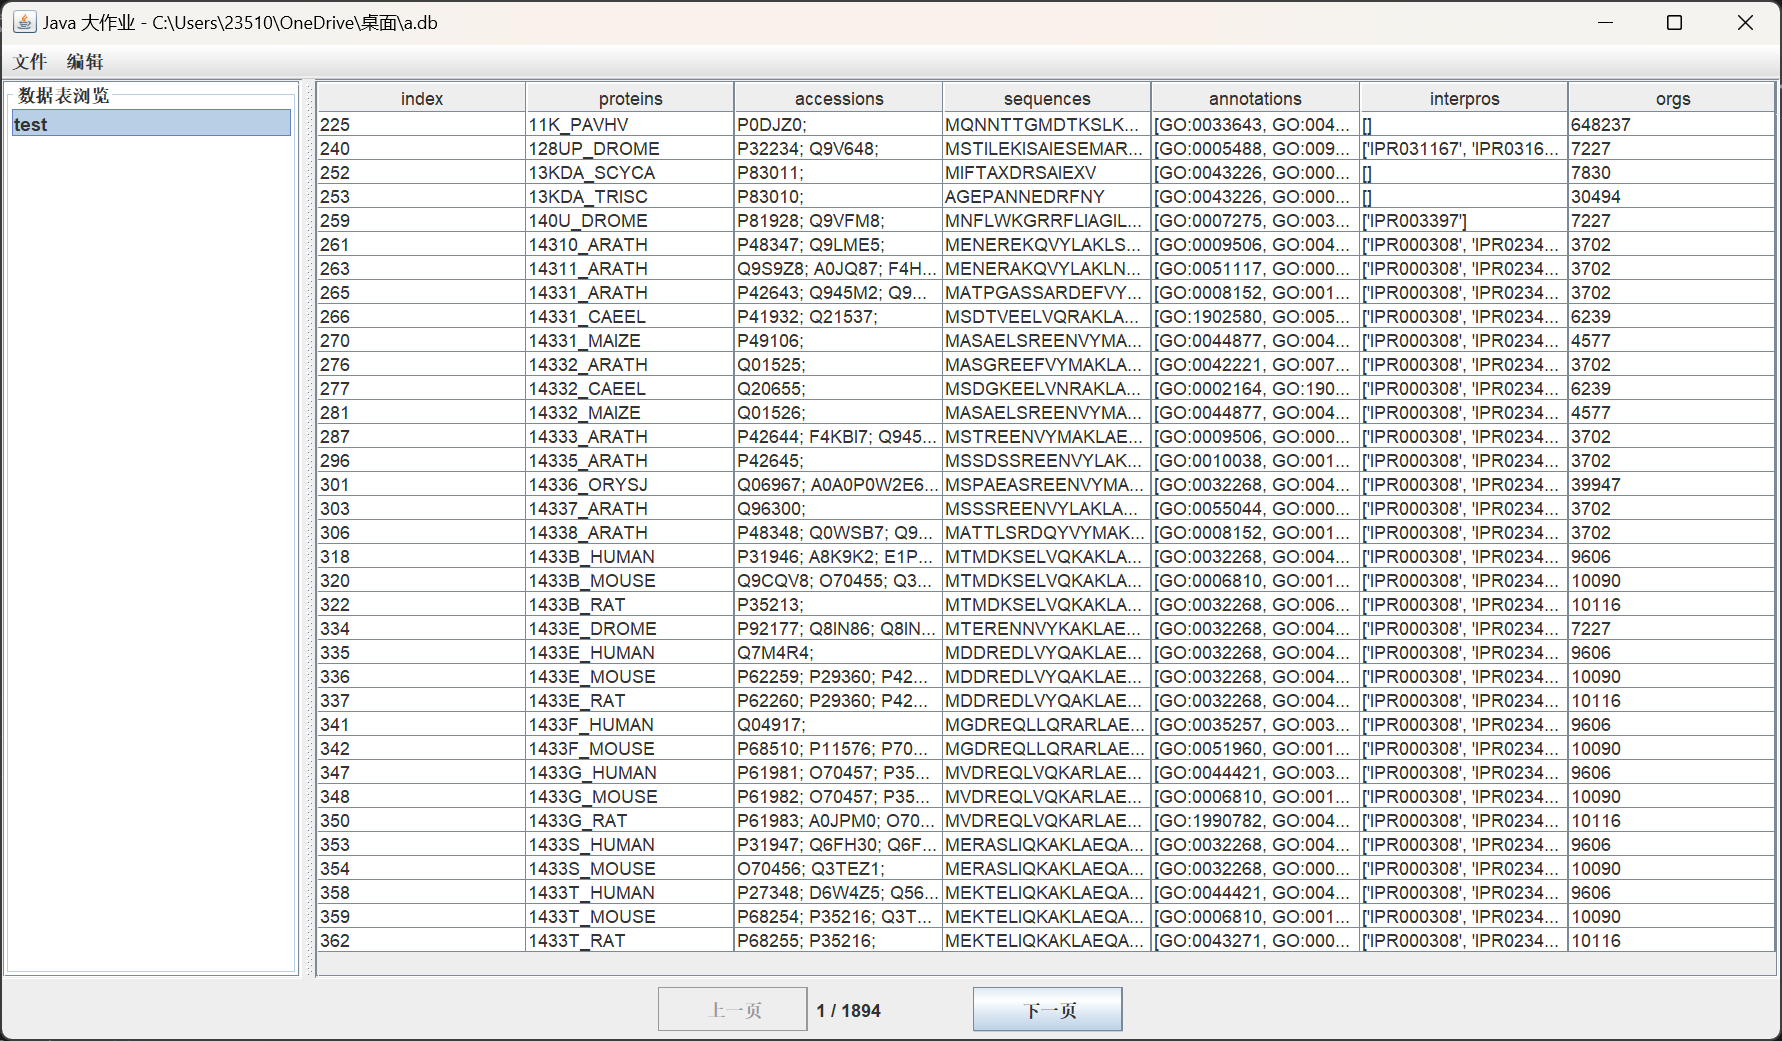 Java 大作业 - C:\Users\23510\OneDrive\桌面\a.db
文件 编辑
数据表浏览
test
index proteins accessions sequences annotations interpros orgs
225 11K_PAVHV P0DJZ0; MQNNTTGMDTKSLK... [GO:0033643, GO:004... [] 648237
240 128UP_DROME P32234; Q9V648; MSTILEKISAIESEMAR... [GO:0005488, GO:009... ['IPR031167', 'IPR0316... 7227
252 13KDA_SCYCA P83011; MIFTAXDRSAIEXV [GO:0043226, GO:000... [] 7830
253 13KDA_TRISC P83010; AGEPANNEDRFNY [GO:0043226, GO:000... [] 30494
259 140U_DROME P81928; Q9VFM8; MNFLWKGRRFLIAGIL... [GO:0007275, GO:003... ['IPR003397'] 7227
261 14310_ARATH P48347; Q9LME5; MENEREKQVYLAKLS... [GO:0009506, GO:004... ['IPR000308', 'IPR0234... 3702
263 14311_ARATH Q9S9Z8; A0JQ87; F4H... MENERAKQVYLAKLN... [GO:0051117, GO:000... ['IPR000308', 'IPR0234... 3702
265 14331_ARATH P42643; Q945M2; Q9... MATPGASSARDEFVY... [GO:0008152, GO:001... ['IPR000308', 'IPR0234... 3702
266 14331_CAEEL P41932; Q21537; MSDTVEELVQRAKLA... [GO:1902580, GO:005... ['IPR000308', 'IPR0234... 6239
270 14331_MAIZE P49106; MASAELSREENVYMA... [GO:0044877, GO:004... ['IPR000308', 'IPR0234... 4577
276 14332_ARATH Q01525; MASGREEFVYMAKLA... [GO:0042221, GO:007... ['IPR000308', 'IPR0234... 3702
277 14332_CAEEL Q20655; MSDGKEELVNRAKLA... [GO:0002164, GO:190... ['IPR000308', 'IPR0234... 6239
281 14332_MAIZE Q01526; MASAELSREENVYMA... [GO:0044877, GO:004... ['IPR000308', 'IPR0234... 4577
287 14333_ARATH P42644; F4KBI7; Q945... MSTREENVYMAKLAE... [GO:0009506, GO:000... ['IPR000308', 'IPR0234... 3702
296 14335_ARATH P42645; MSSDSSREENVYLAK... [GO:0010038, GO:001... ['IPR000308', 'IPR0234... 3702
301 14336_ORYSJ Q06967; A0A0P0W2E6... MSPAEASREENVYMA... [GO:0032268, GO:004... ['IPR000308', 'IPR0234... 39947
303 14337_ARATH Q96300; MSSSREENVYLAKLA... [GO:0055044, GO:000... ['IPR000308', 'IPR0234... 3702
306 14338_ARATH P48348; Q0WSB7; Q9... MATTLSRDQYVYMAK... [GO:0008152, GO:001... ['IPR000308', 'IPR0234... 3702
318 1433B_HUMAN P31946; A8K9K2; E1P... MTMDKSELVQKAKLA... [GO:0032268, GO:004... ['IPR000308', 'IPR0234... 9606
320 1433B_MOUSE Q9CQV8; O70455; Q3... MTMDKSELVQKAKLA... [GO:0006810, GO:001... ['IPR000308', 'IPR0234... 10090
322 1433B_RAT P35213; MTMDKSELVQKAKLA... [GO:0032268, GO:006... ['IPR000308', 'IPR0234... 10116
334 1433E_DROME P92177; Q8IN86; Q8IN... MTERENNVYKAKLAE... [GO:0032268, GO:004... ['IPR000308', 'IPR0234... 7227
335 1433E_HUMAN Q7M4R4; MDDREDLVYQAKLAE... [GO:0032268, GO:004... ['IPR000308', 'IPR0234... 9606
336 1433E_MOUSE P62259; P29360; P42... MDDREDLVYQAKLAE... [GO:0032268, GO:004... ['IPR000308', 'IPR0234... 10090
337 1433E_RAT P62260; P29360; P42... MDDREDLVYQAKLAE... [GO:0032268, GO:004... ['IPR000308', 'IPR0234... 10116
341 1433F_HUMAN Q04917; MGDREQLLQRARLAE... [GO:0035257, GO:003... ['IPR000308', 'IPR0234... 9606
342 1433F_MOUSE P68510; P11576; P70... MGDREQLLQRARLAE... [GO:0051960, GO:001... ['IPR000308', 'IPR0234... 10090
347 1433G_HUMAN P61981; O70457; P35... MVDREQLVQKARLAE... [GO:0044421, GO:003... ['IPR000308', 'IPR0234... 9606
348 1433G_MOUSE P61982; O70457; P35... MVDREQLVQKARLAE... [GO:0006810, GO:001... ['IPR000308', 'IPR0234... 10090
350 1433G_RAT P61983; A0JPM0; O70... MVDREQLVQKARLAE... [GO:1990782, GO:004... ['IPR000308', 'IPR0234... 10116
353 1433S_HUMAN P31947; Q6FH30; Q6F... MERASLIQKAKLAEQA... [GO:0032268, GO:004... ['IPR000308', 'IPR0234... 9606
354 1433S_MOUSE O70456; Q3TEZ1; MERASLIQKAKLAEQA... [GO:0032268, GO:000... ['IPR000308', 'IPR0234... 10090
358 1433T_HUMAN P27348; D6W4Z5; Q56... MEKTELIQKAKLAEQA... [GO:0044421, GO:004... ['IPR000308', 'IPR0234... 9606
359 1433T_MOUSE P68254; P35216; Q3T... MEKTELIQKAKLAEQA... [GO:0006810, GO:001... ['IPR000308', 'IPR0234... 10090
362 1433T_RAT P68255; P35216; MEKTELIQKAKLAEQA... [GO:0043271, GO:000... ['IPR000308', 'IPR0234... 10116
上一页 1 / 1894 下一页